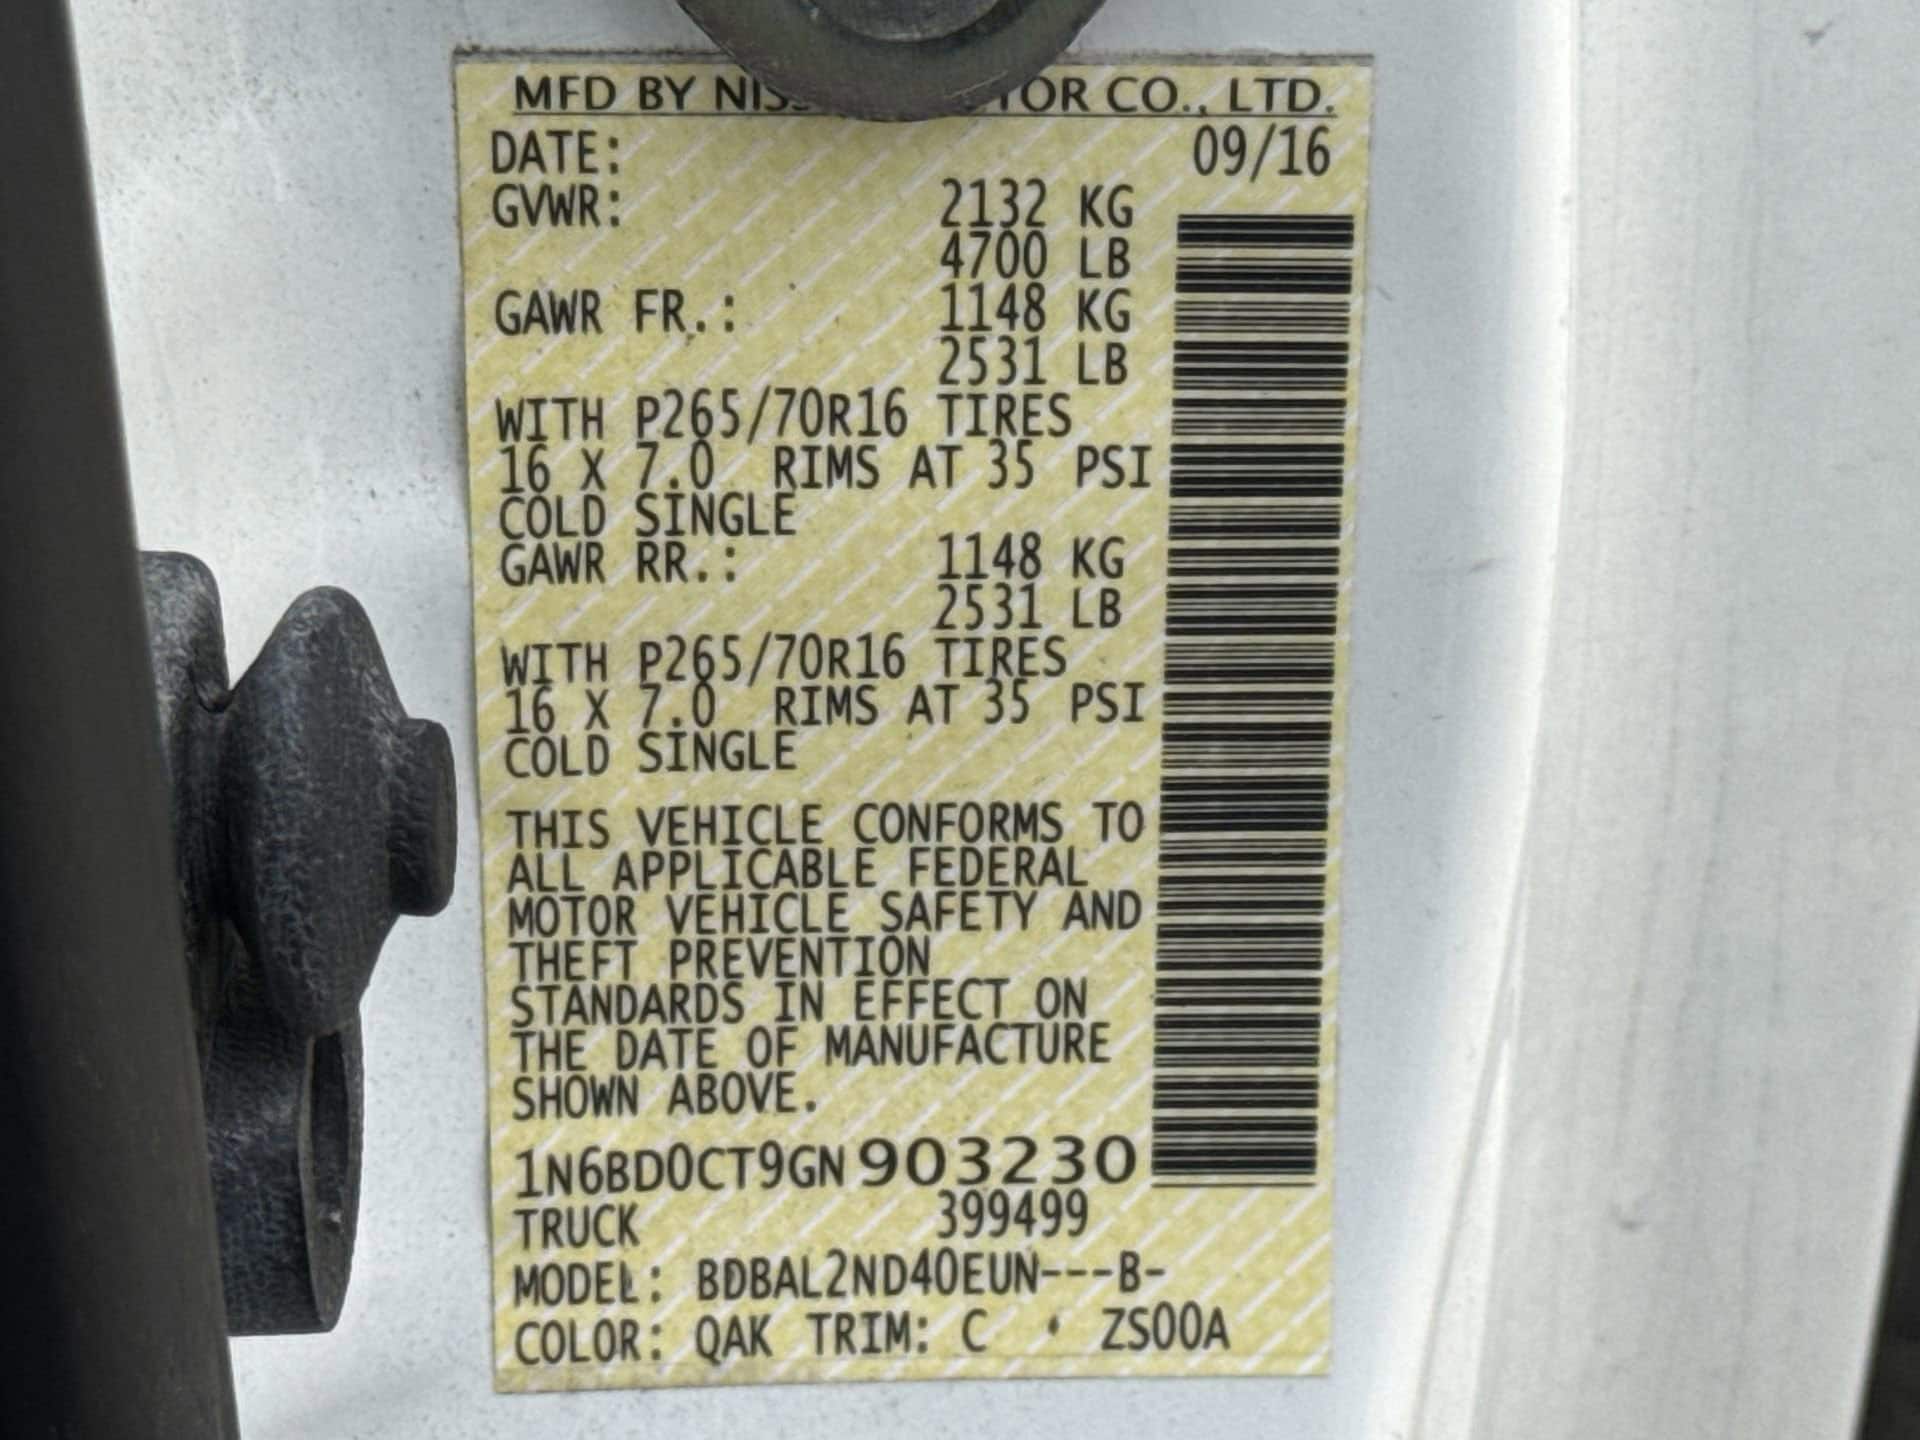 MFD BY NIS TOR CO., LTD.
DATE: 09/16
GVWR: 2132 KG
4700 LB
GAWR FR.: 1148 KG
2531 LB
WITH P265/70R16 TIRES
16 X 7.0 RIMS AT 35 PSI
COLD SINGLE
GAWR RR.: 1148 KG
2531 LB
WITH P265/70R16 TIRES
16 X 7.0 RIMS AT 35 PSI
COLD SINGLE
THIS VEHICLE CONFORMS TO
ALL APPLICABLE FEDERAL
MOTOR VEHICLE SAFETY AND
THEFT PREVENTION
STANDARDS IN EFFECT ON
THE DATE OF MANUFACTURE
SHOWN ABOVE.
1N6BD0CT9GN903230
TRUCK 399499
MODEL: BDBAL2ND40EUN---B-
COLOR: QAK TRIM: C ZS00A